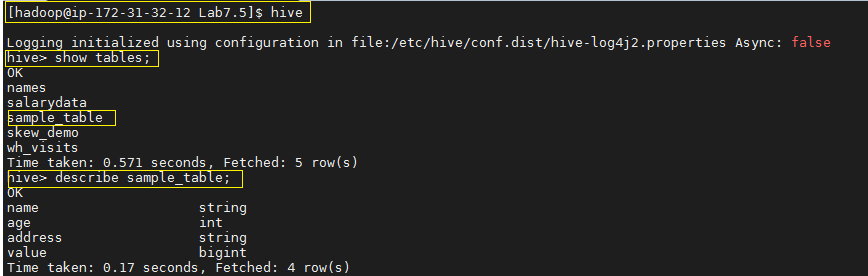 [hadoop@ip-172-31-32-12 Lab7.5]$ hive
Logging initialized using configuration in file:/etc/hive/conf.dist/hive-log4j2.properties Async: false
hive> show tables;
OK
names
salarydata
sample_table
skew_demo
wh_visits
Time taken: 0.571 seconds, Fetched: 5 row(s)
hive> describe sample_table;
OK
name string
age int
address string
value bigint
Time taken: 0.17 seconds, Fetched: 4 row(s)